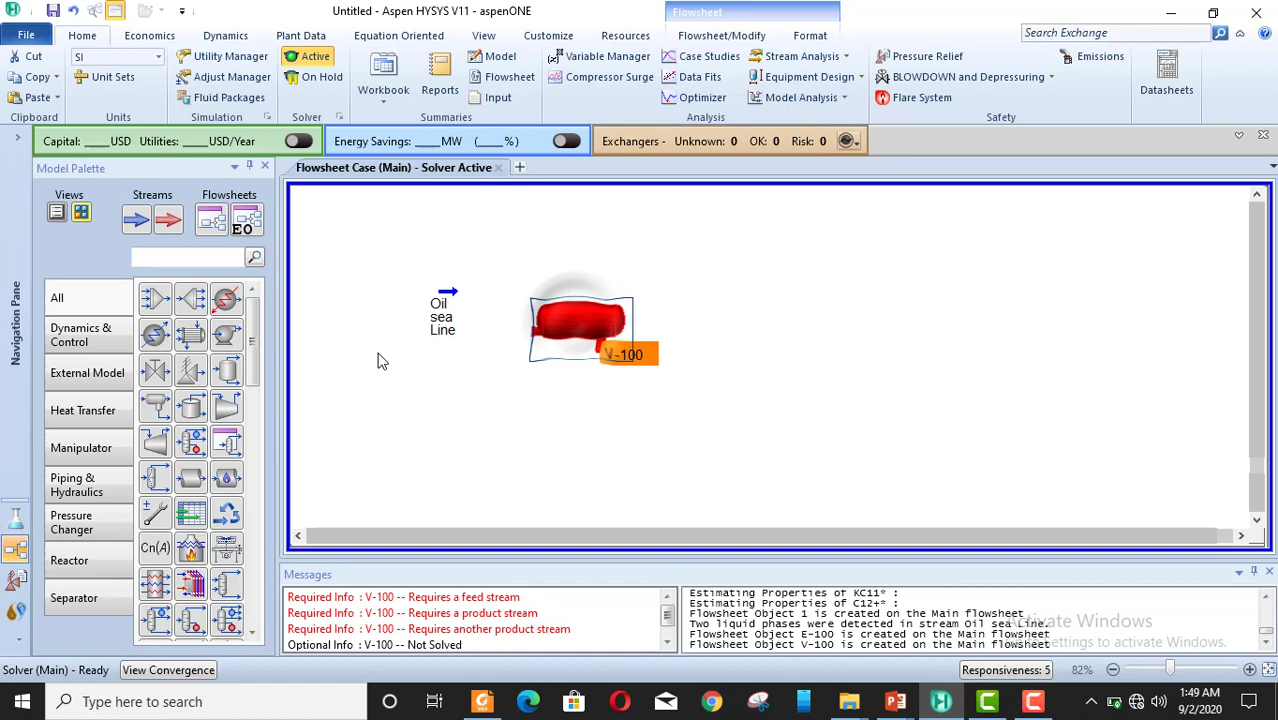 Untitled - Aspen HYSYS V11 - aspenONE
Flowsheet
File
Home
Economics
Dynamics
Plant Data
Equation Oriented
View
Customize
Resources
Flowsheet/Modify
Format
Search Exchange
Cut
SI
Utility Manager
Active
Model
Variable Manager
Case Studies
Stream Analysis
Pressure Relief
Emissions
Copy
Unit Sets
Adjust Manager
On Hold
Workbook
Reports
Flowsheet
Compressor Surge
Data Fits
Equipment Design
BLOWDOWN and Depressuring
Datasheets
Paste
Fluid Packages
Input
Optimizer
Model Analysis
Flare System
Clipboard
Units
Simulation
Solver
Summaries
Analysis
Safety
Capital: ____USD Utilities: ____USD/Year
Energy Savings: ____MW (____%)
Exchangers - Unknown: 0 OK: 0 Risk: 0
Model Palette
Flowsheet Case (Main) - Solver Active
Views
Streams
Flowsheets
EO
All
Dynamics &
Control
External Model
Heat Transfer
Manipulator
Piping &
Hydraulics
Pressure
Changer
Cn(A)
Reactor
Separator
Navigation Pane
Oil
sea
Line
V-100
Messages
Required Info : V-100 -- Requires a feed stream
Required Info : V-100 -- Requires a product stream
Required Info : V-100 -- Requires another product stream
Optional Info : V-100 -- Not Solved
Estimating Properties of KC11* :
Estimating Properties of C12+* :
Flowsheet Object 1 is created on the Main flowsheet
Two liquid phases were detected in stream Oil sea Line.
Flowsheet Object E-100 is created on the Main flowsheet
Flowsheet Object V-100 is created on the Main flowsheet
Activate Windows
settings to activate Windows.
Solver (Main) - Ready
View Convergence
Responsiveness: 5
82%
Type here to search
1:49 AM
9/2/2020